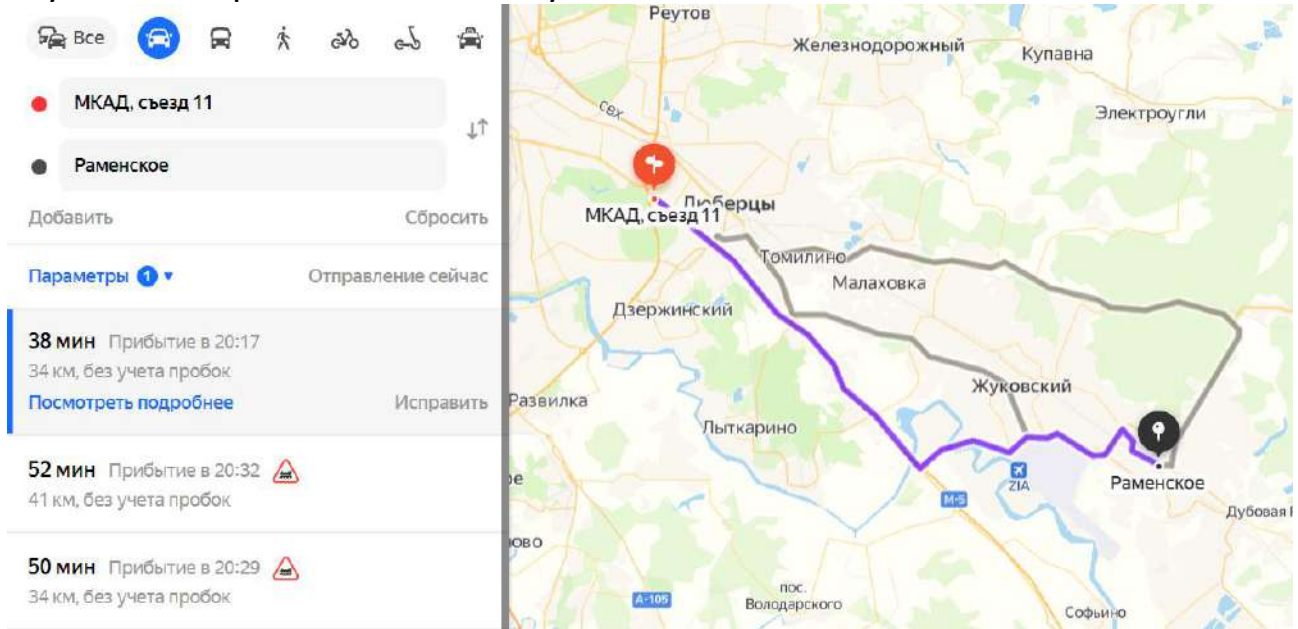 Все
МКАД, съезд 11
Раменское
Добавить
Сбросить
Параметры 1
Отправление сейчас
38 мин Прибытие в 20:17
34 км, без учета пробок
Посмотреть подробнее
Исправить
52 мин Прибытие в 20:32
41 км, без учета пробок
50 мин Прибытие в 20:29
34 км, без учета пробок
Реутов
Железнодорожный
Купавна
Электроугли
Люберцы
МКАД, съезд 11
Томилино
Малаховка
Дзержинский
Жуковский
Развилка
Лыткарино
ZIA
Раменское
М-5
Дубовая
А-105
пос.
Володарского
Софьино